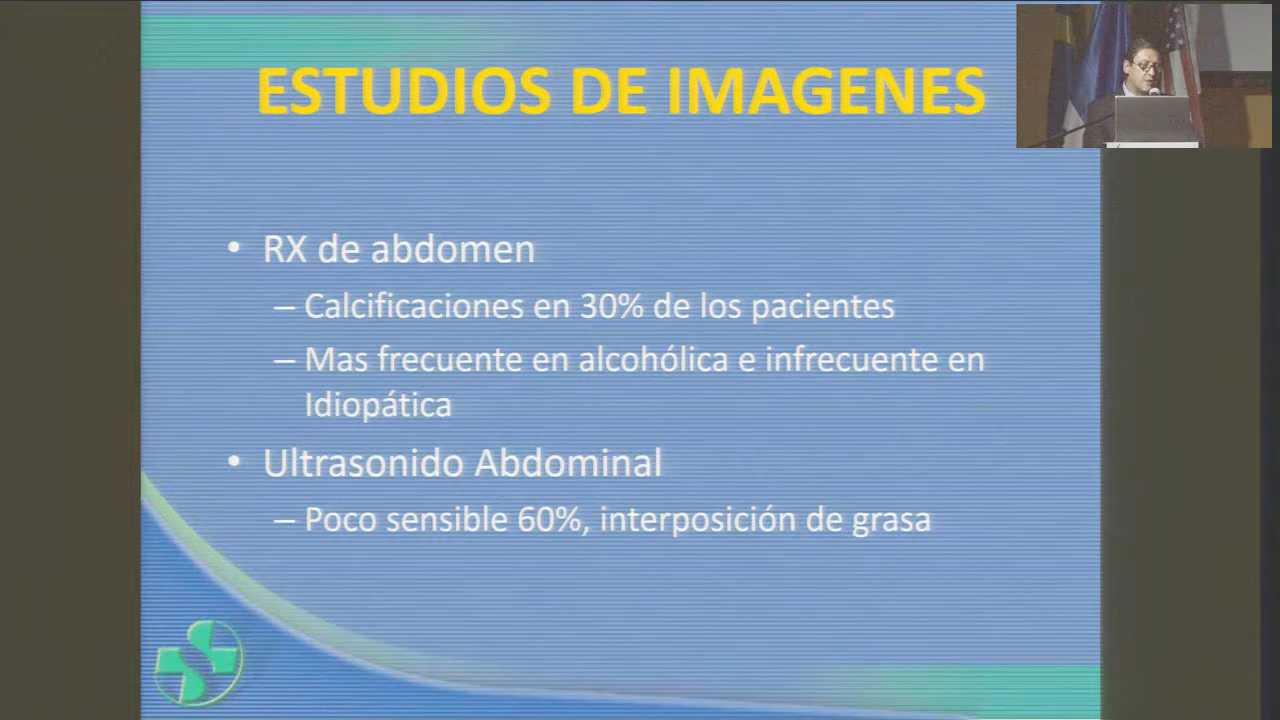 ESTUDIOS DE IMAGENES
• RX de abdomen
– Calcificaciones en 30% de los pacientes
– Mas frecuente en alcohólica e infrecuente en
Idiopática
• Ultrasonido Abdominal
– Poco sensible 60%, interposición de grasa